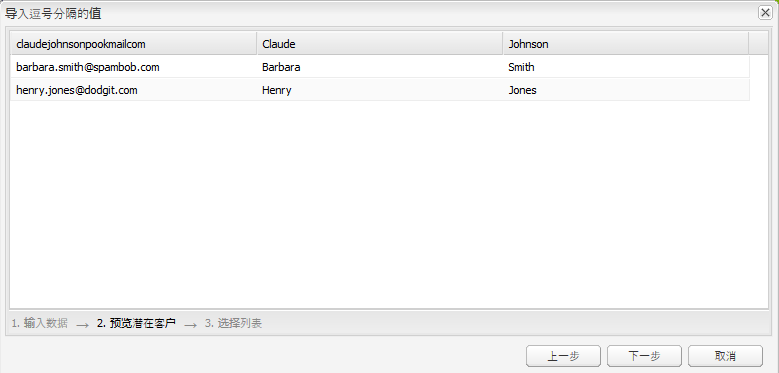 导入逗号分隔的值
claudejohnsonpookmailcom Claude Johnson
barbara.smith@spambob.com Barbara Smith
henry.jones@dodgit.com Henry Jones
1. 输入数据 → 2. 预览潜在客户 → 3. 选择列表
上一步 下一步 取消